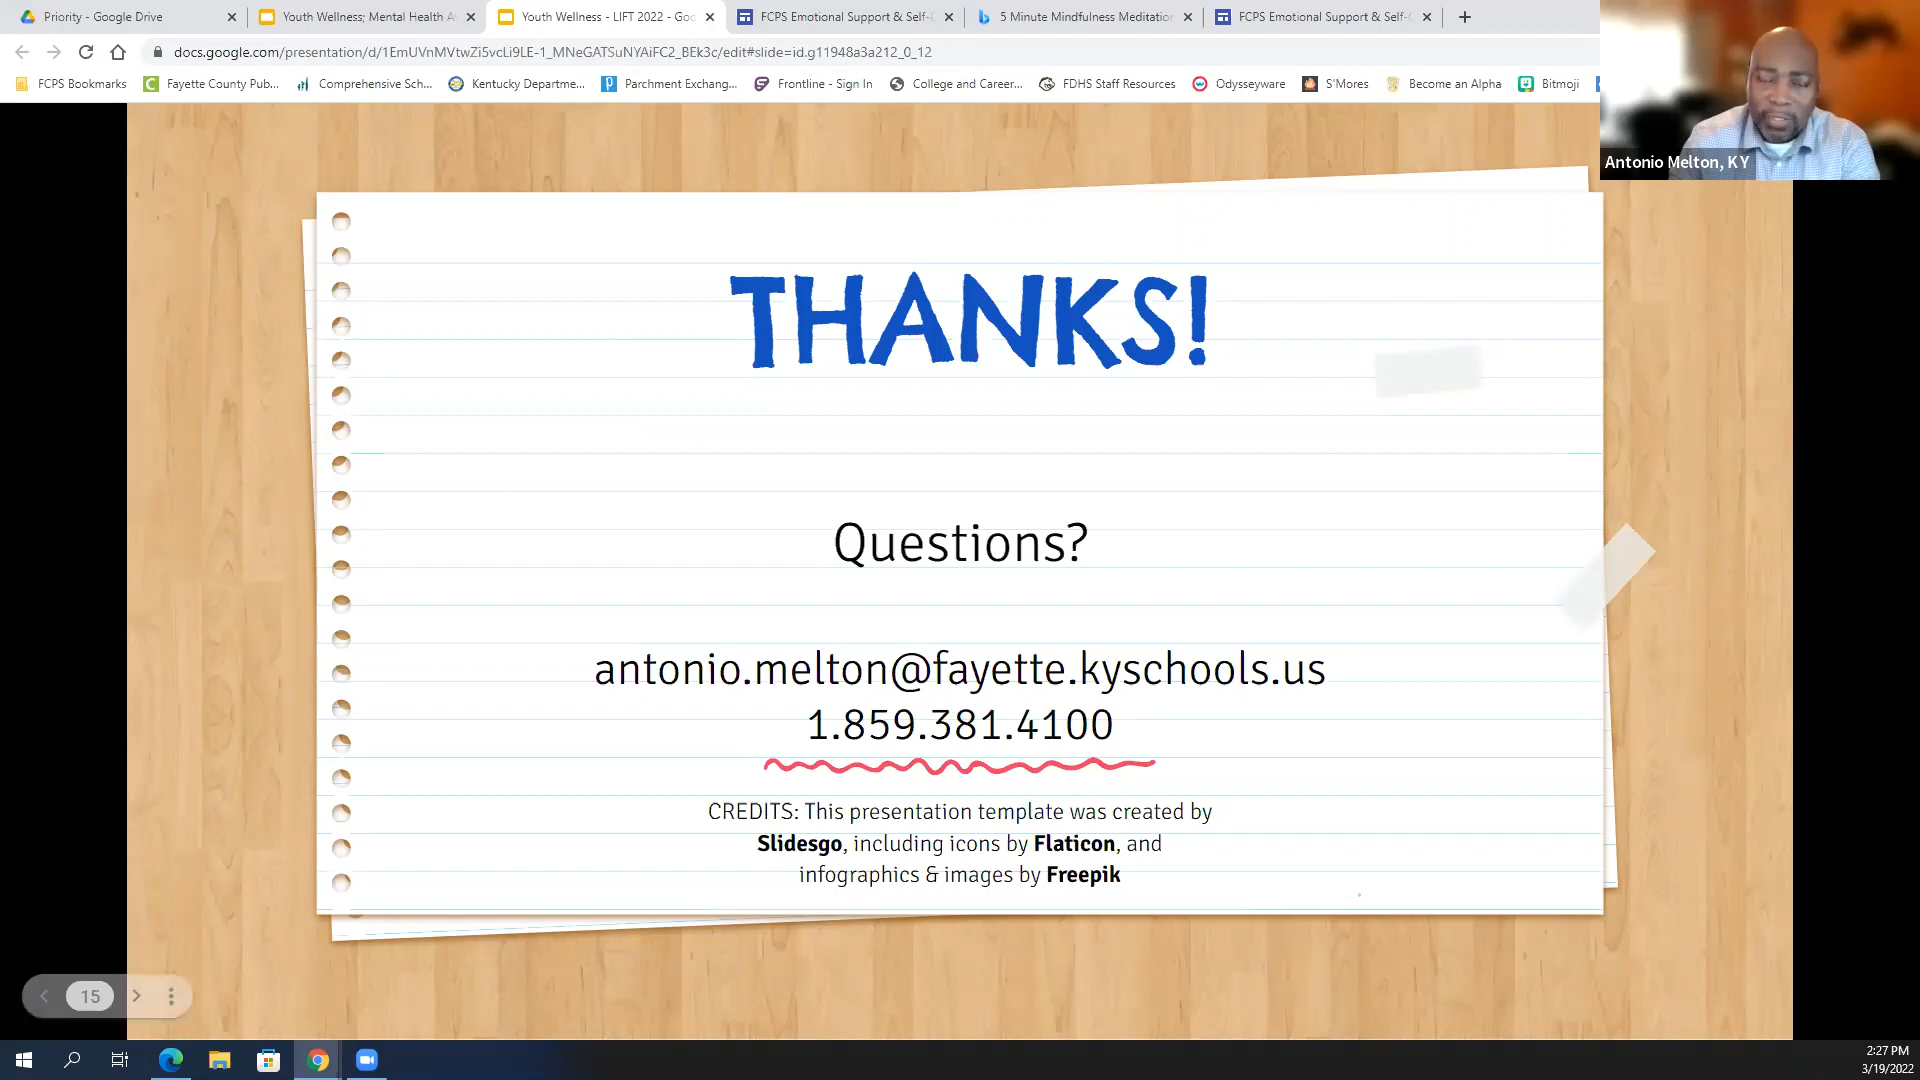 Priority - Google Drive
Youth Wellness; Mental Health A
Youth Wellness - LIFT 2022 - Goo
FCPS Emotional Support & Self-C
5 Minute Mindfulness Meditation
FCPS Emotional Support & Self-C
docs.google.com/presentation/d/1EmUVnMVtwZi5vcLi9LE-1_MNeGATSuNYAiFC2_BEk3c/edit#slide=id.g11948a3a212_0_12
FCPS Bookmarks
Fayette County Pub...
Comprehensive Sch...
Kentucky Departme...
Parchment Exchang...
Frontline - Sign In
College and Career...
FDHS Staff Resources
Odysseyware
S'Mores
Become an Alpha
Bitmoji
Antonio Melton, KY
THANKS!
Questions?
antonio.melton@fayette.kyschools.us
1.859.381.4100
CREDITS: This presentation template was created by
Slidesgo, including icons by Flaticon, and
infographics & images by Freepik
15
2:27 PM
3/19/2022